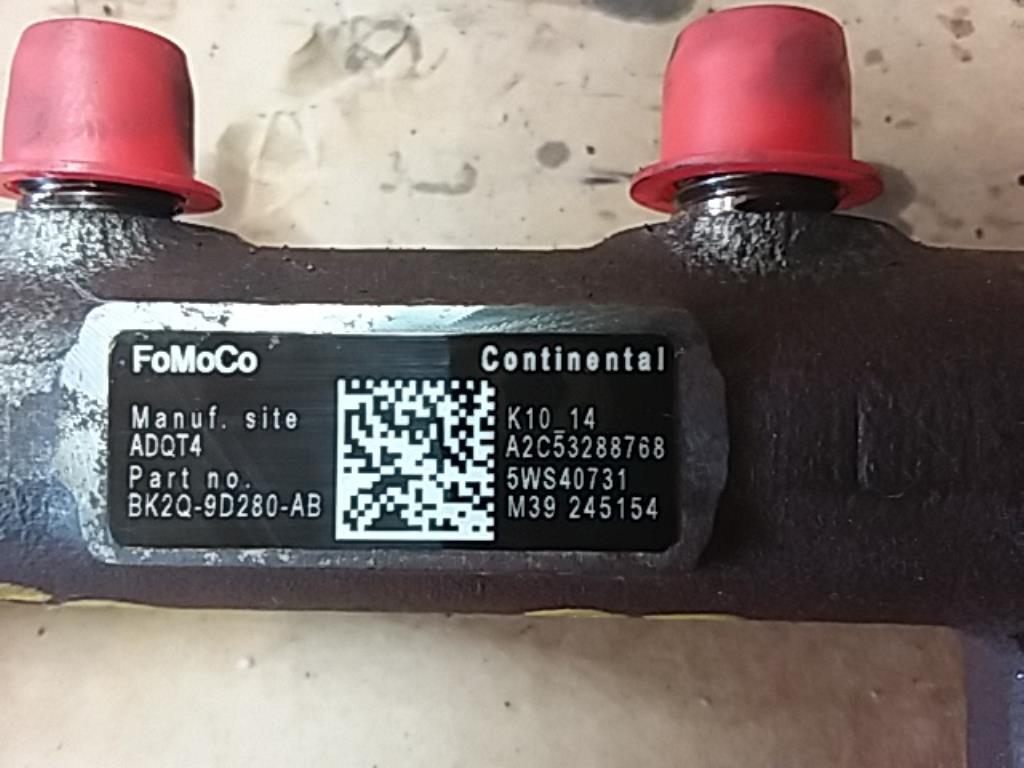 FoMoCo Continental
Manuf. site
ADQT4
Part no.
BK2Q-9D280-AB
K10_14
A2C53288768
5WS40731
M39 245154